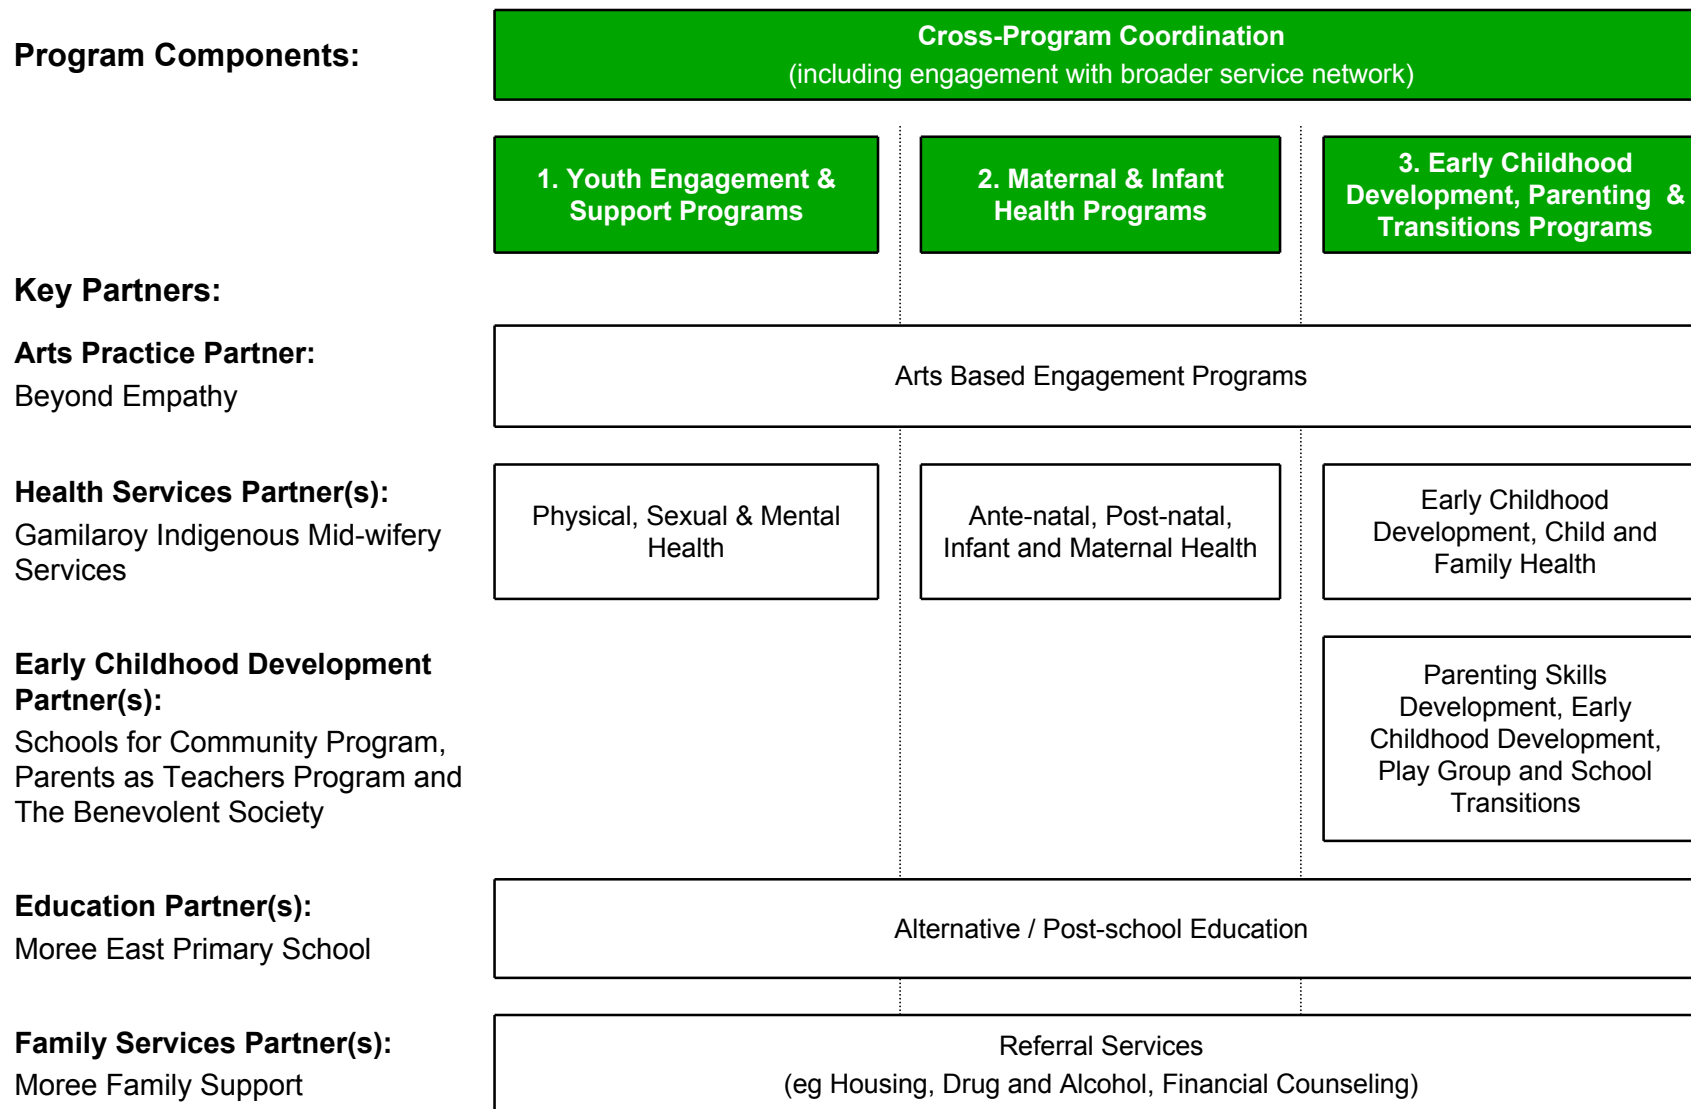 Program Components:
Cross-Program Coordination
(including engagement with broader service network)
1. Youth Engagement &
Support Programs
2. Maternal & Infant
Health Programs
3. Early Childhood
Development, Parenting &
Transitions Programs
Key Partners:
Arts Practice Partner:
Beyond Empathy
Arts Based Engagement Programs
Health Services Partner(s):
Gamilaroy Indigenous Mid-wifery
Services
Physical, Sexual & Mental
Health
Ante-natal, Post-natal,
Infant and Maternal Health
Early Childhood
Development, Child and
Family Health
Early Childhood Development
Partner(s):
Schools for Community Program,
Parents as Teachers Program and
The Benevolent Society
Parenting Skills
Development, Early
Childhood Development,
Play Group and School
Transitions
Education Partner(s):
Moree East Primary School
Alternative / Post-school Education
Family Services Partner(s):
Moree Family Support
Referral Services
(eg Housing, Drug and Alcohol, Financial Counseling)